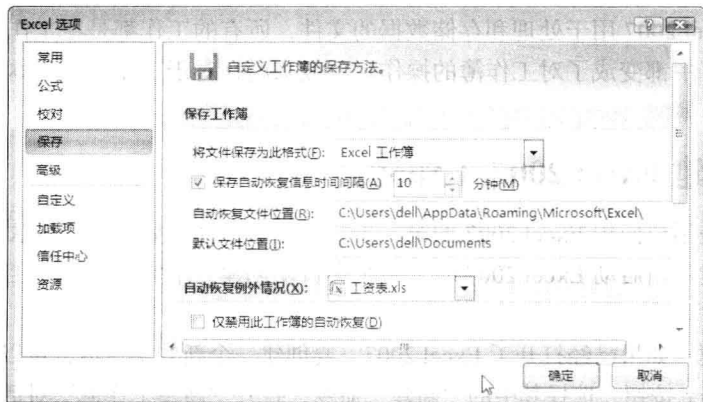 Excel 选项
常用
公式
校对
保存
高级
自定义
加载项
信任中心
资源
自定义工作簿的保存方法。
保存工作簿
将文件保存为此格式(F): Excel 工作簿
保存自动恢复信息时间间隔(A) 10 分钟(M)
自动恢复文件位置(R): C:\Users\dell\AppData\Roaming\Microsoft\Excel\
默认文件位置(I): C:\Users\dell\Documents
自动恢复例外情况(X): 工资表.xls
仅禁用此工作簿的自动恢复(D)
确定 取消